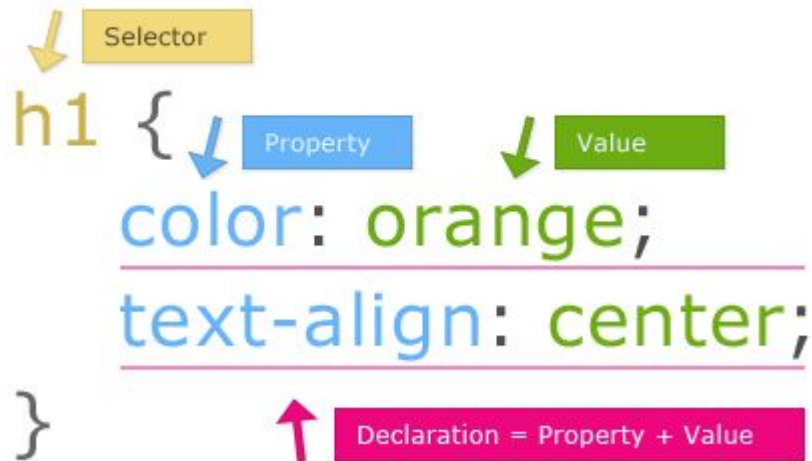 Selector
h1 {
Property
Value
color: orange;
text-align: center;
}
Declaration = Property + Value